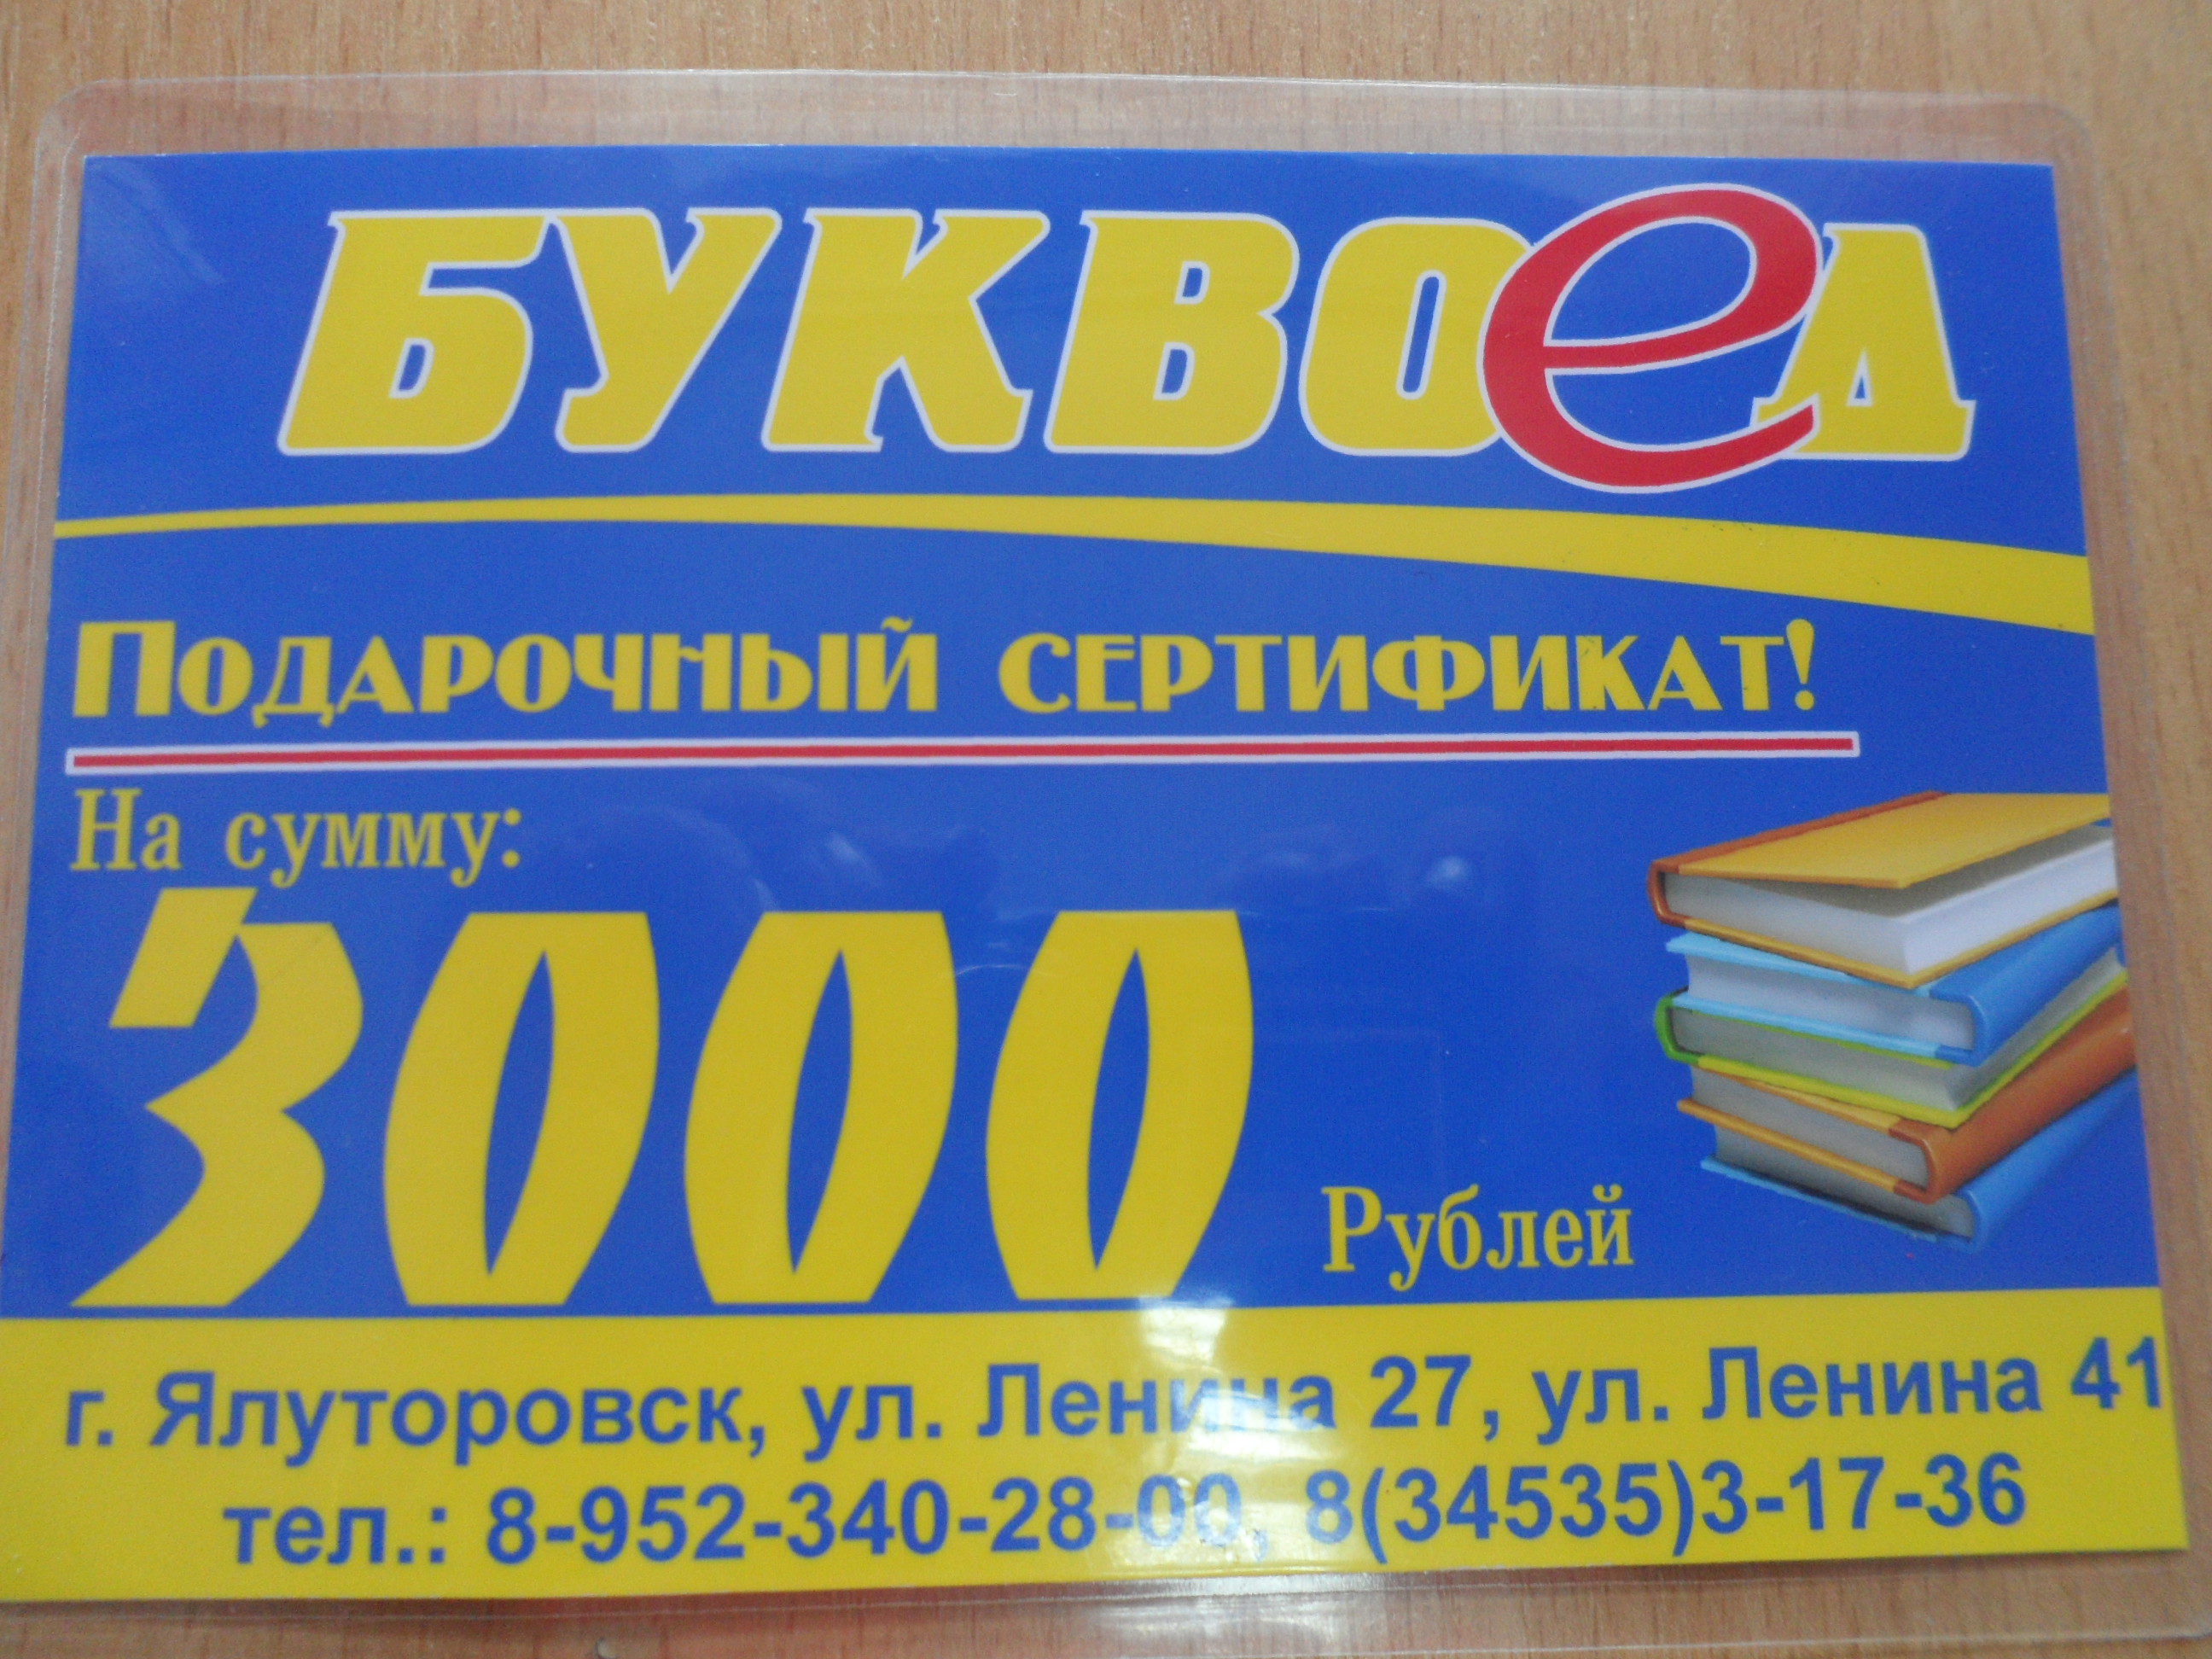 БУКВОеД
Подарочный сертификат!
На сумму:
3000 Рублей
г. Ялуторовск, ул. Ленина 27, ул. Ленина 41
тел.: 8-952-340-28-00, 8(34535)3-17-36